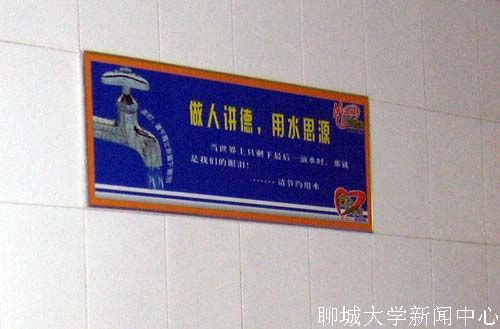 做人讲德，用水思源
当世界上只剩下最后一滴水时，那就
是我们的眼泪！
……请节约用水
聊城大学新闻中心